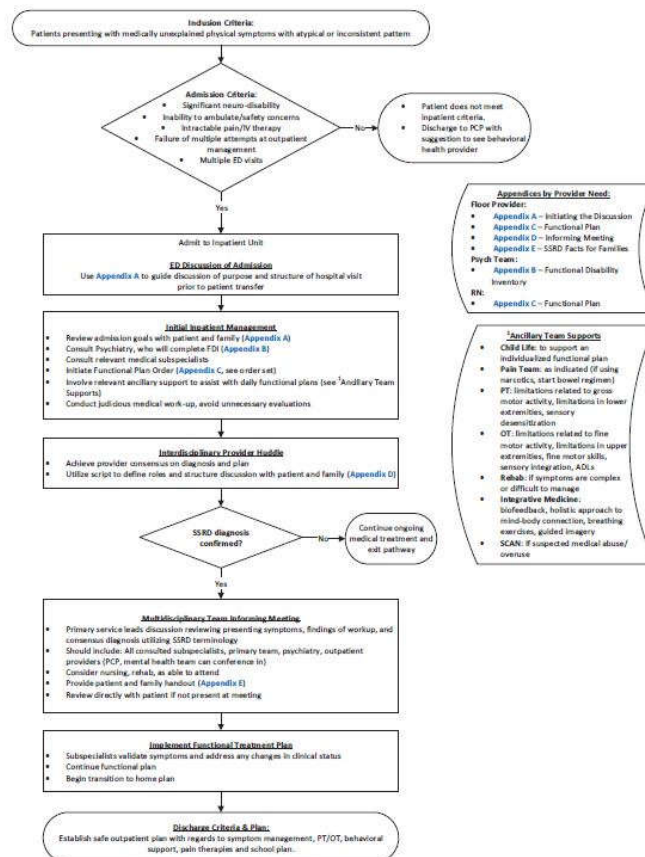 Inclusion Criteria:
Patients presenting with medically unexplained physical symptoms with atypical or inconsistent pattern
Admission Criteria:
• Significant neuro-disability
• Inability to ambulate/safety concerns
• Intractable pain/IV therapy
• Failure of multiple attempts at outpatient
management
• Multiple ED visits
No
• Patient does not meet
inpatient criteria.
• Discharge to PCP with
suggestion to see behavioral
health provider
Yes
Admit to Inpatient Unit
ED Discussion of Admission
Use Appendix A to guide discussion of purpose and structure of hospital visit
prior to patient transfer
Initial Inpatient Management
• Review admission goals with patient and family (Appendix A)
• Consult Psychiatry, who will complete FDI (Appendix B)
• Consult relevant medical subspecialists
• Initiate Functional Plan Order (Appendix C, see order set)
• Involve relevant ancillary support to assist with daily functional plans (see ¹Ancillary Team
Supports)
• Conduct judicious medical work-up, avoid unnecessary evaluations
Interdisciplinary Provider Huddle
• Achieve provider consensus on diagnosis and plan
• Utilize script to define roles and structure discussion with patient and family (Appendix D)
SSRD diagnosis
confirmed?
No
Continue ongoing
medical treatment and
exit pathway
Yes
Multidisciplinary Team Informing Meeting
• Primary service leads discussion reviewing presenting symptoms, findings of workup, and
consensus diagnosis utilizing SSRD terminology
• Should include: All consulted subspecialists, primary team, psychiatry, outpatient
providers (PCP, mental health team can conference in)
• Consider nursing, rehab, as able to attend
• Provide patient and family handout (Appendix E)
• Review directly with patient if not present at meeting
Implement Functional Treatment Plan
• Subspecialists validate symptoms and address any changes in clinical status
• Continue functional plan
• Begin transition to home plan
Discharge Criteria & Plan:
Establish safe outpatient plan with regards to symptom management, PT/OT, behavioral
support, pain therapies and school plan.
Appendices by Provider Need:
Floor Provider:
• Appendix A – Initiating the Discussion
• Appendix C – Functional Plan
• Appendix D – Informing Meeting
• Appendix E – SSRD Facts for Families
Psych Team:
• Appendix B – Functional Disability
Inventory
RN:
• Appendix C – Functional Plan
¹Ancillary Team Supports
• Child Life: to support an
individualized functional plan
• Pain Team: as indicated (if using
narcotics, start bowel regimen)
• PT: limitations related to gross
motor activity, limitations in lower
extremities, sensory
desensitization
• OT: limitations related to fine
motor activity, limitations in upper
extremities, fine motor skills,
sensory integration, ADLs
• Rehab: If symptoms are complex
or difficult to manage
• Integrative Medicine:
biofeedback, holistic approach to
mind-body connection, breathing
exercises, guided imagery
• SCAN: If suspected medical abuse/
overuse